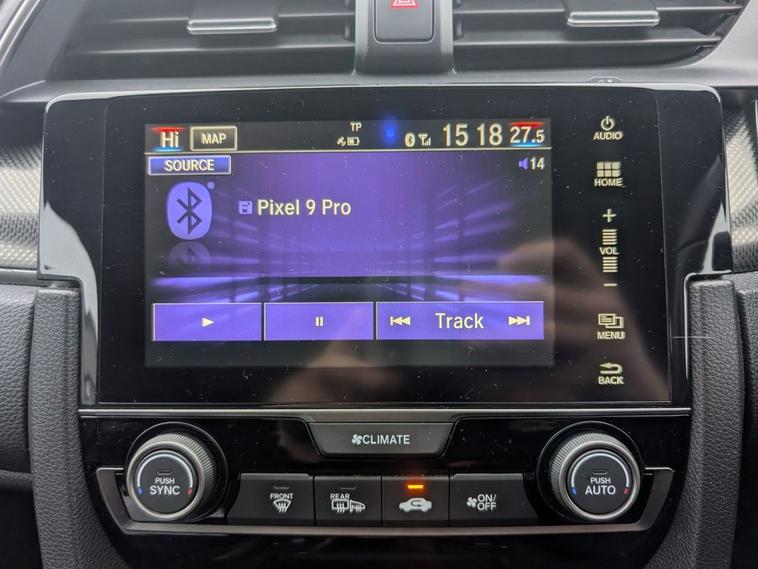 TP
Hi MAP 15 18 27.5
AUDIO
SOURCE 14
HOME
Pixel 9 Pro
+
VOL
−
Track
MENU
BACK
CLIMATE
PUSH
SYNC
FRONT
REAR
ON/
OFF
PUSH
AUTO